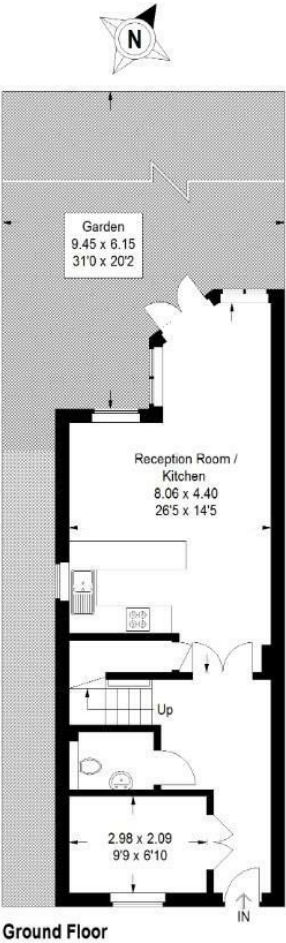 N
Garden
9.45 x 6.15
31'0 x 20'2
Reception Room /
Kitchen
8.06 x 4.40
26'5 x 14'5
Up
2.98 x 2.09
9'9 x 6'10
IN
Ground Floor